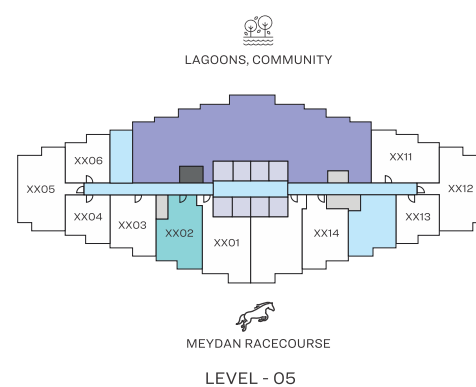 LAGOONS, COMMUNITY
XX06
XX11
XX05
XX12
XX04
XX03
XX02
XX01
XX14
XX13
MEYDAN RACECOURSE
LEVEL - 05